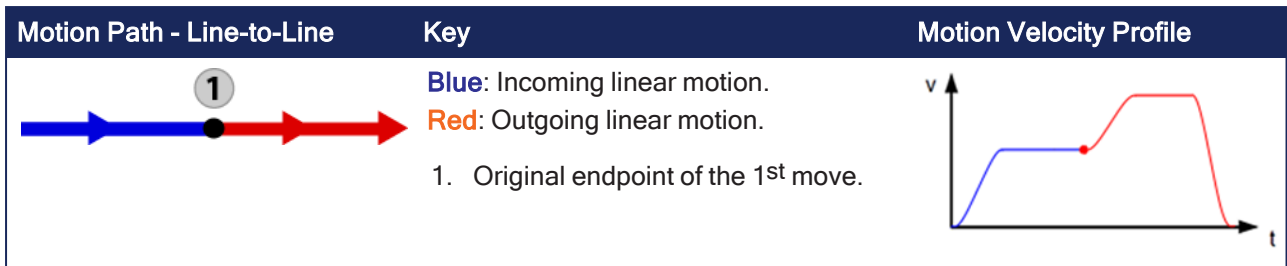 Motion Path - Line-to-Line
Key
Motion Velocity Profile
1
Blue: Incoming linear motion.
Red: Outgoing linear motion.
1. Original endpoint of the 1st move.
v
t